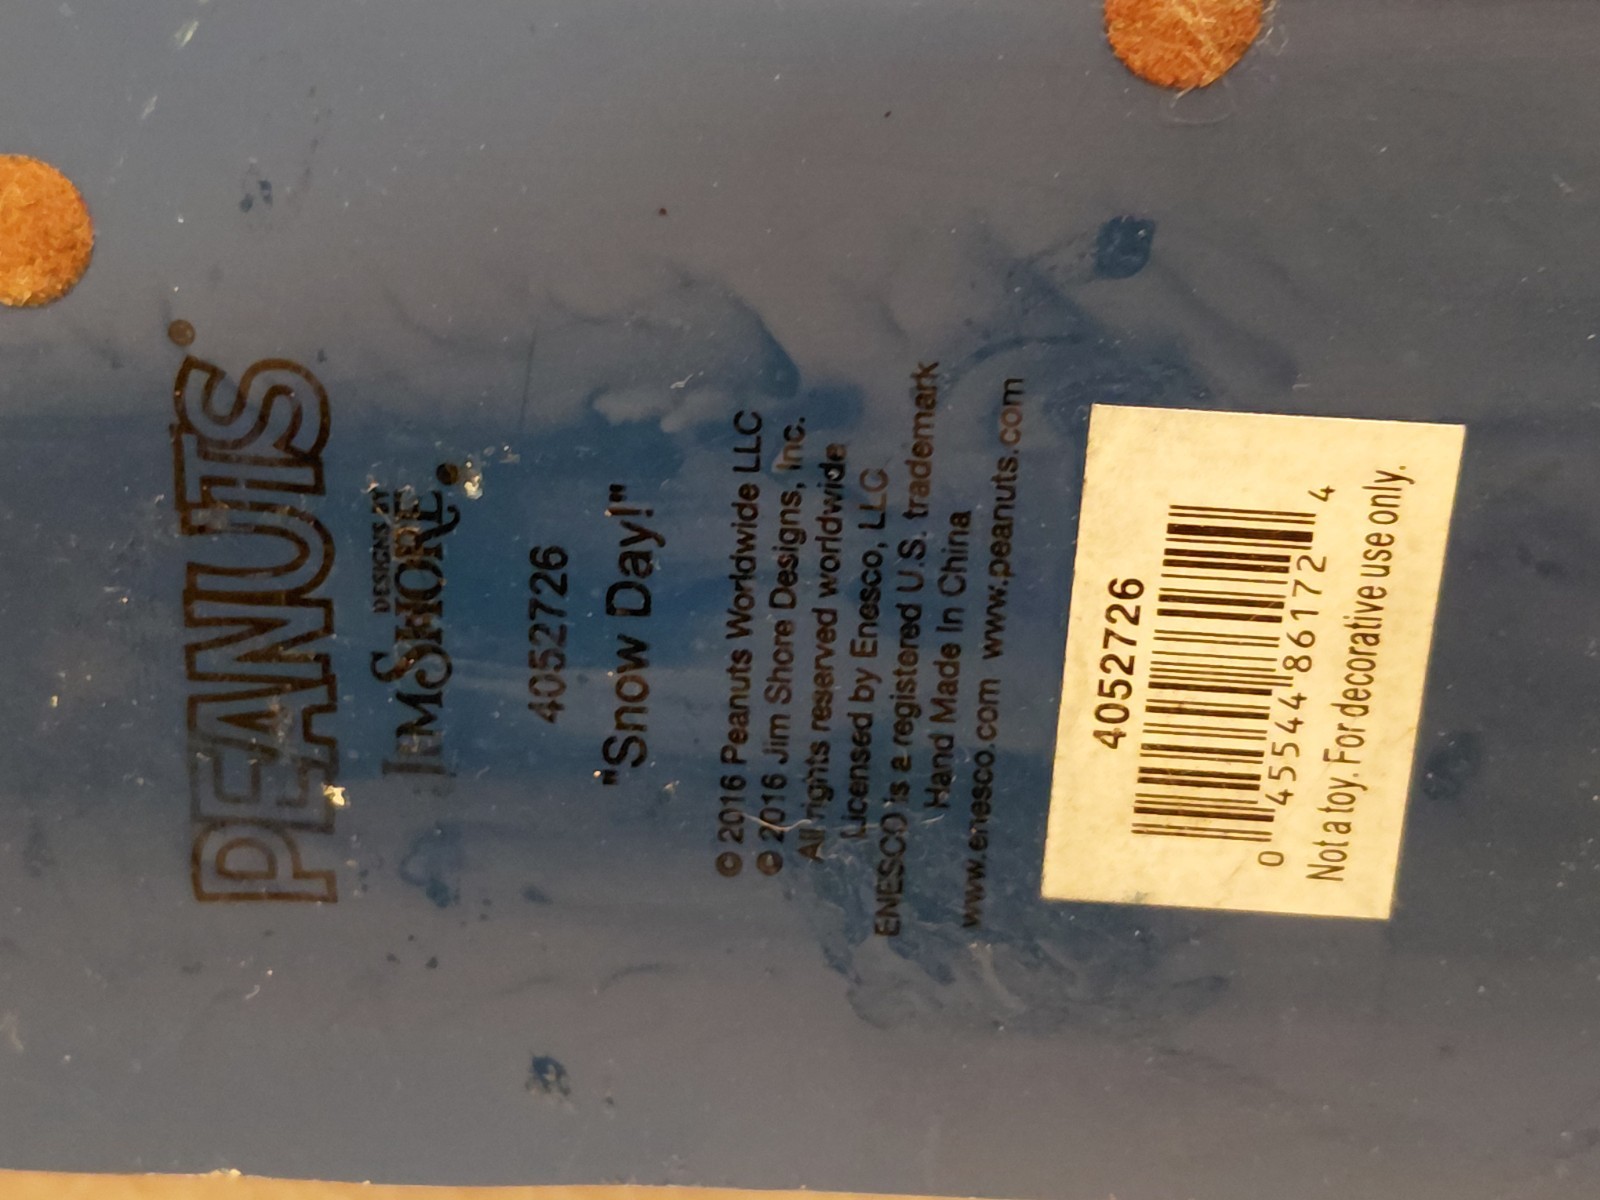 PEANUTS®
DESIGNS BY
JIM SHORE®
4052726
"Snow Day!"
© 2016 Peanuts Worldwide LLC
© 2016 Jim Shore Designs, Inc.
All rights reserved worldwide
Licensed by Enesco, LLC
ENESCO is a registered U.S. trademark
Hand Made In China
www.enesco.com www.peanuts.com
4052726
0 45544 86172 4
Not a toy. For decorative use only.